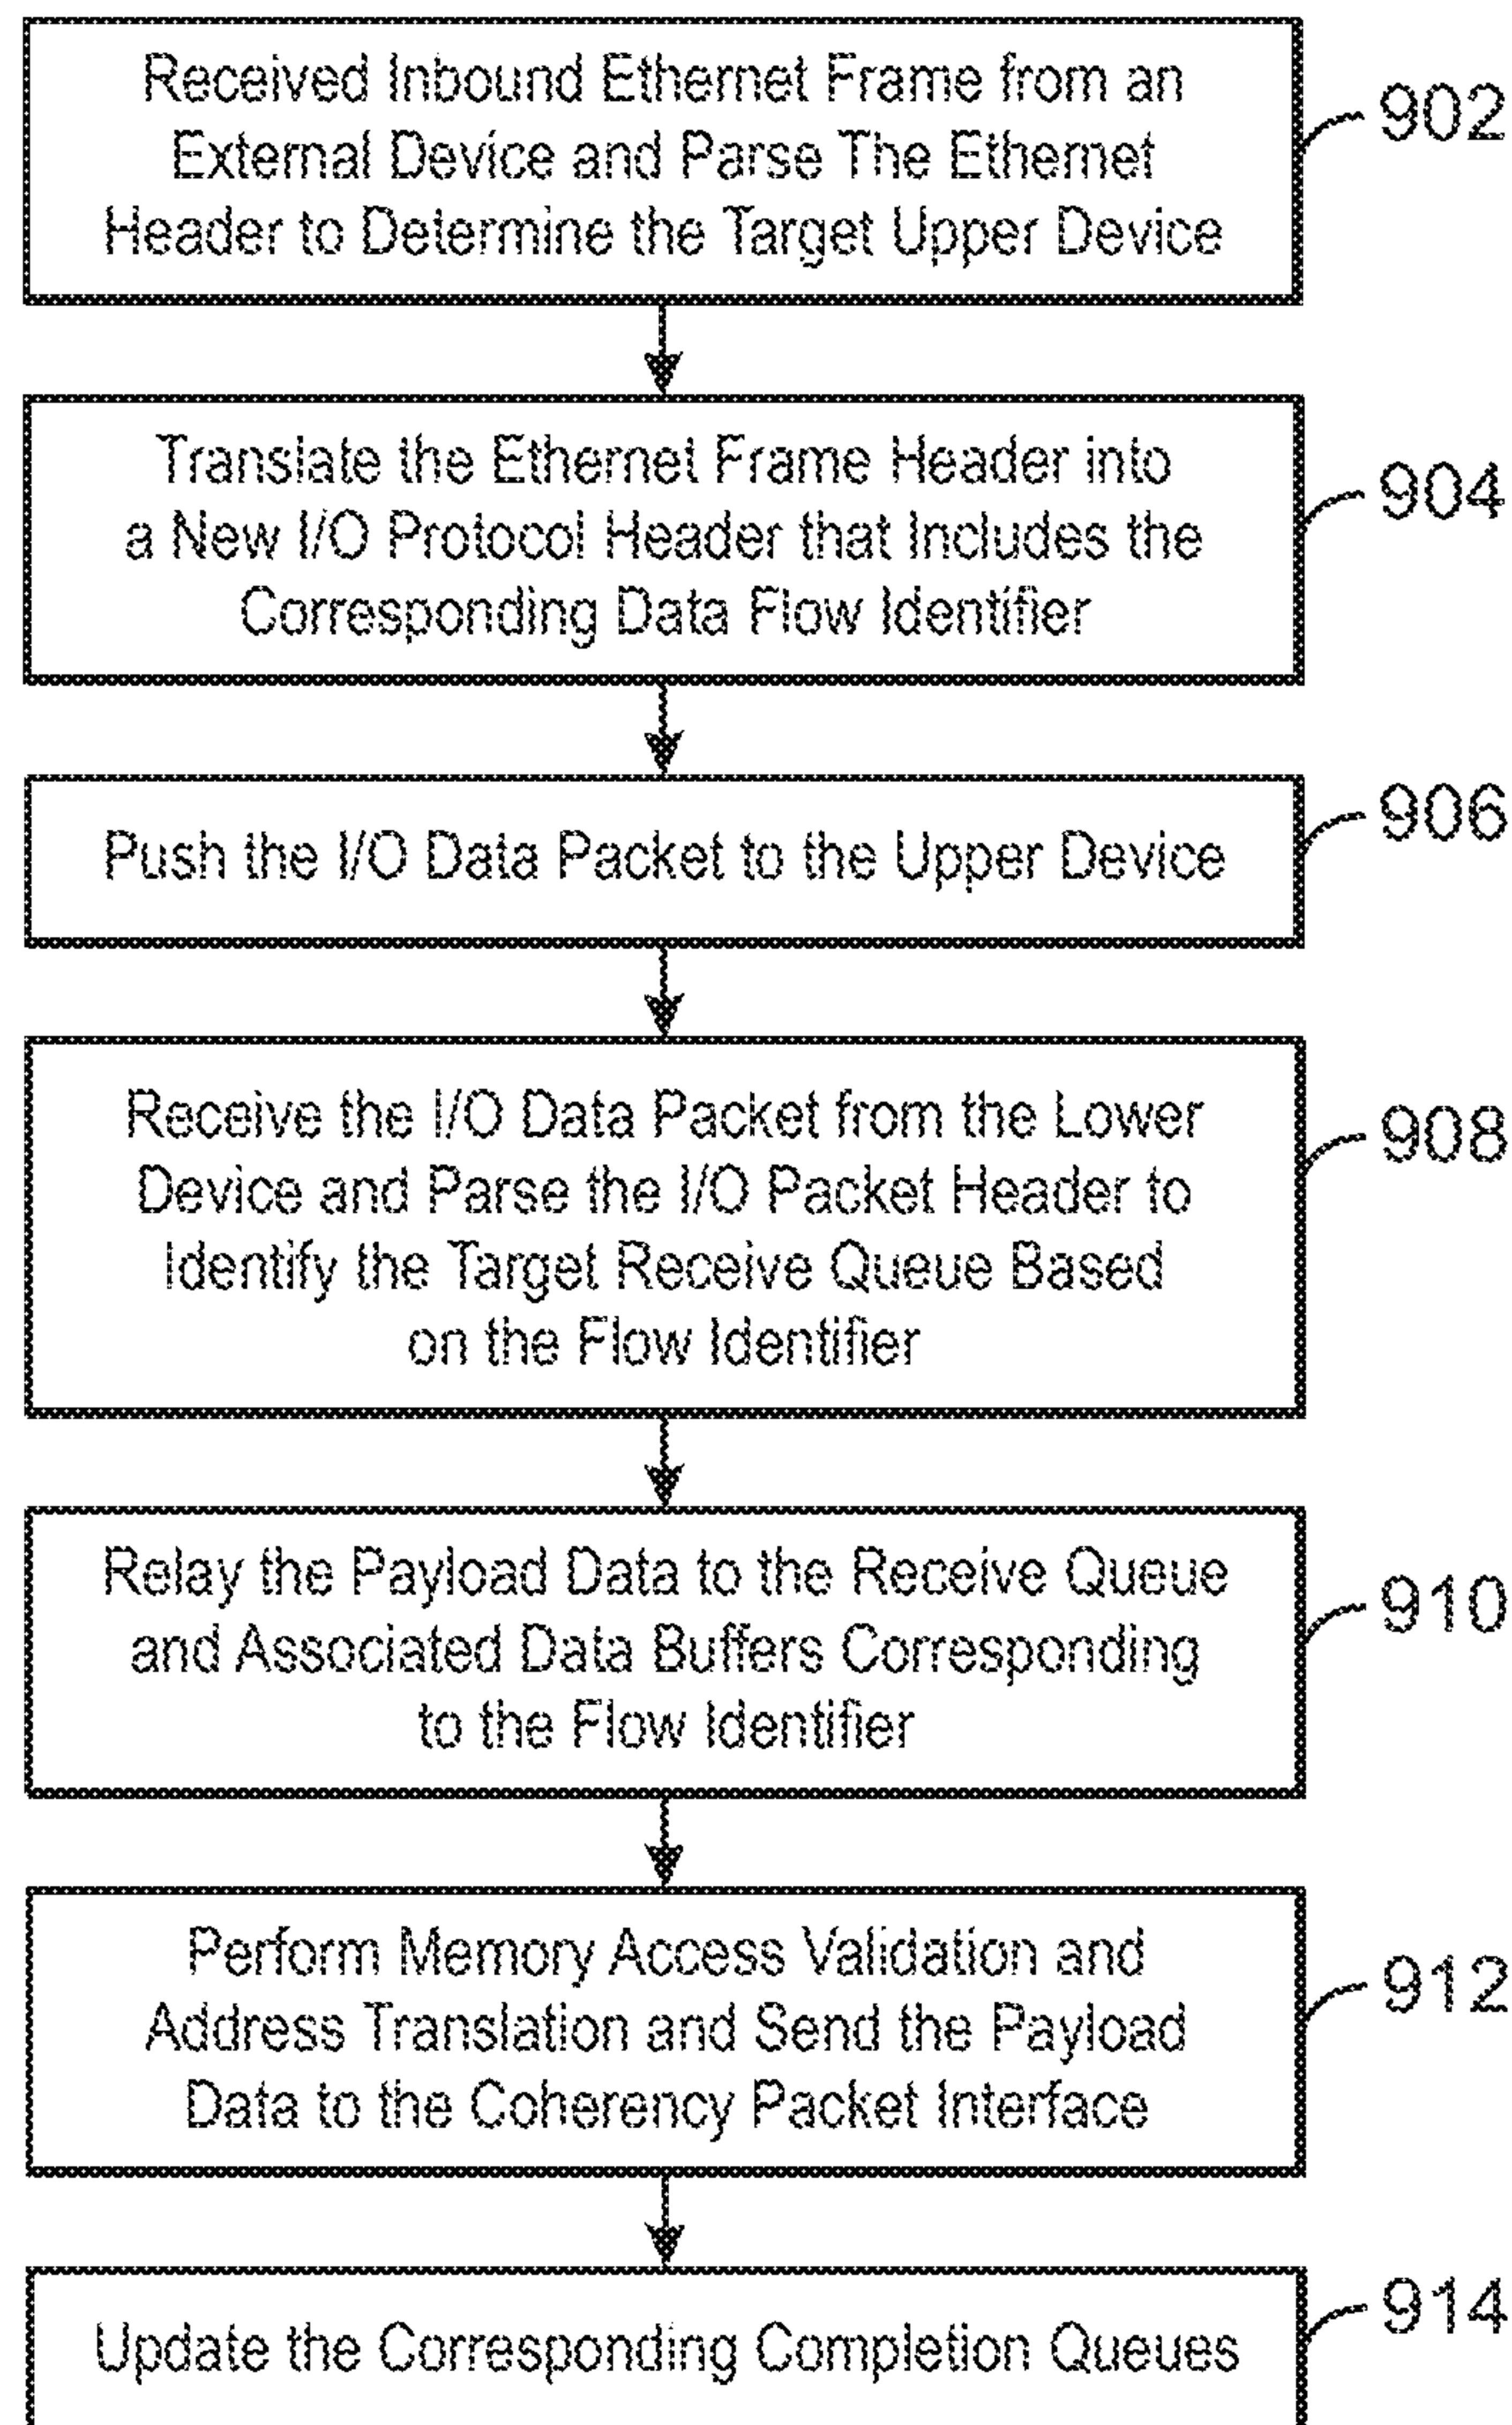 Received Inbound Ethernet Frame from an
External Device and Parse The Ethernet
Header to Determine the Target Upper Device
902
Translate the Ethernet Frame Header into
a New I/O Protocol Header that Includes the
Corresponding Data Flow Identifier
904
Push the I/O Data Packet to the Upper Device
906
Receive the I/O Data Packet from the Lower
Device and Parse the I/O Packet Header to
Identify the Target Receive Queue Based
on the Flow Identifier
908
Relay the Payload Data to the Receive Queue
and Associated Data Buffers Corresponding
to the Flow Identifier
910
Perform Memory Access Validation and
Address Translation and Send the Payload
Data to the Coherency Packet Interface
912
Update the Corresponding Completion Queues
914